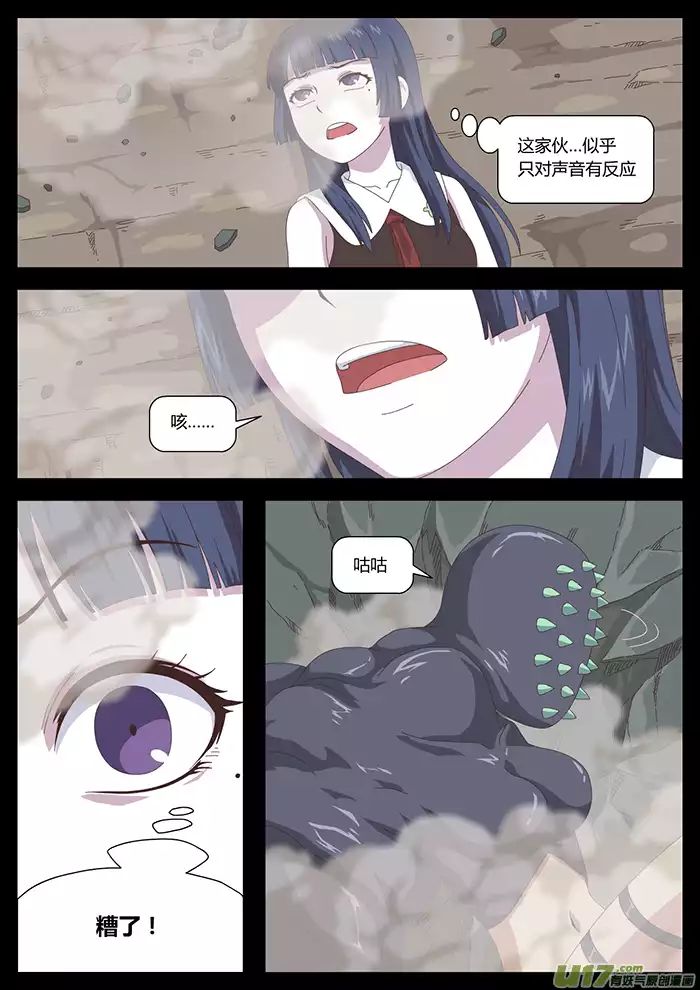 这家伙...似乎
只对声音有反应
咳......
咕咕
糟了！
U17.com
有妖气原创漫画